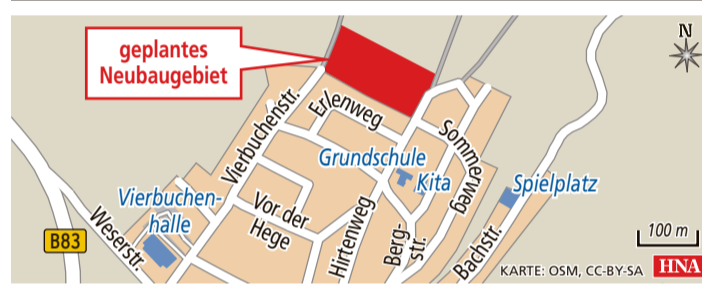 geplantes
Neubaugebiet
N
Erlenweg
Vierbuchenstr.
Sommerweg
Grundschule
Kita
Spielplatz
Vierbuchen-
halle
Vor der
Hege
Weserstr.
B83
Hirtenweg
Berg-
str.
Bachstr.
100 m
KARTE: OSM, CC-BY-SA
HNA